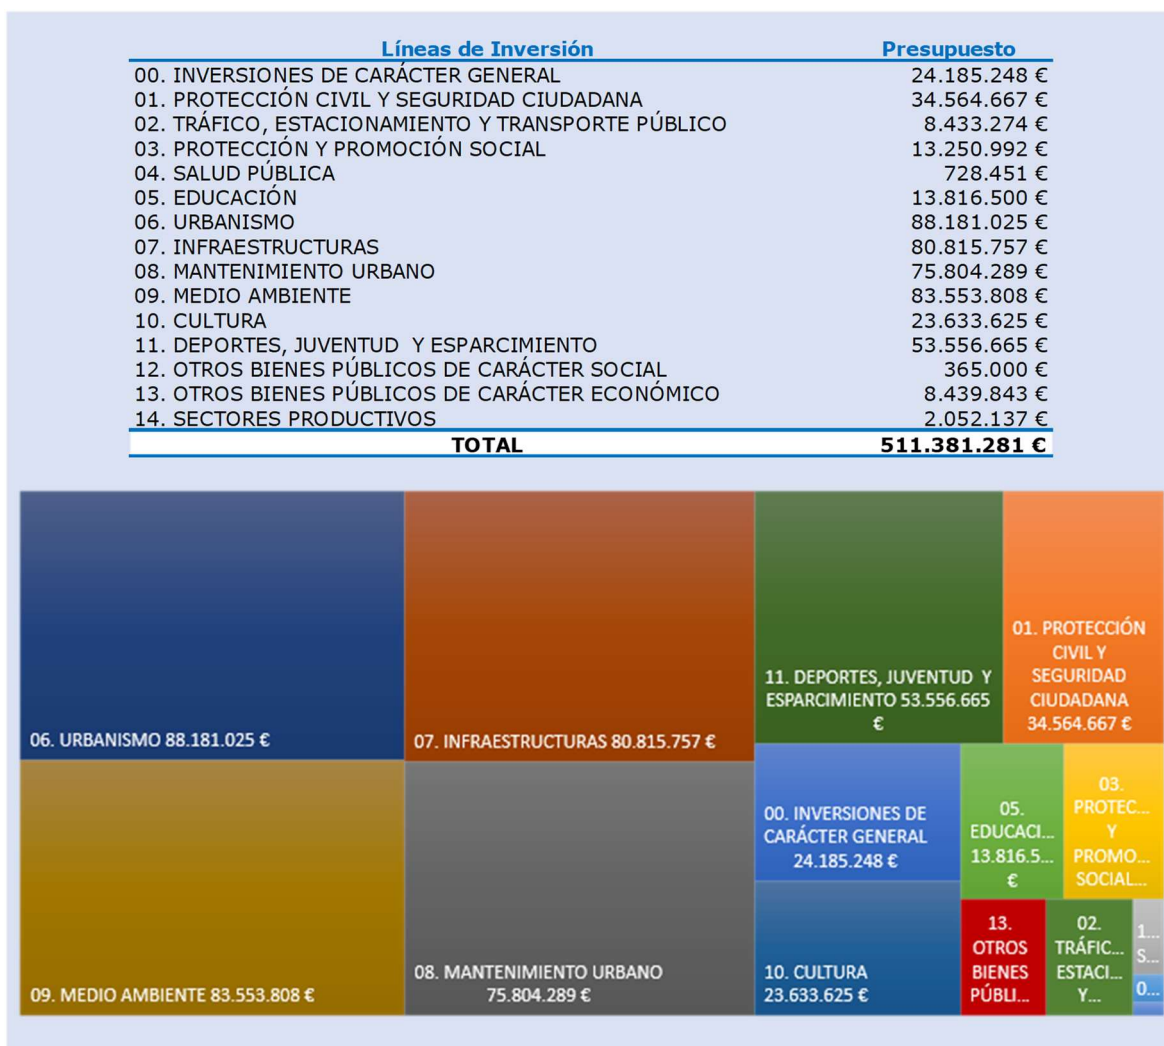 Líneas de Inversión Presupuesto
00. INVERSIONES DE CARÁCTER GENERAL 24.185.248 €
01. PROTECCIÓN CIVIL Y SEGURIDAD CIUDADANA 34.564.667 €
02. TRÁFICO, ESTACIONAMIENTO Y TRANSPORTE PÚBLICO 8.433.274 €
03. PROTECCIÓN Y PROMOCIÓN SOCIAL 13.250.992 €
04. SALUD PÚBLICA 728.451 €
05. EDUCACIÓN 13.816.500 €
06. URBANISMO 88.181.025 €
07. INFRAESTRUCTURAS 80.815.757 €
08. MANTENIMIENTO URBANO 75.804.289 €
09. MEDIO AMBIENTE 83.553.808 €
10. CULTURA 23.633.625 €
11. DEPORTES, JUVENTUD Y ESPARCIMIENTO 53.556.665 €
12. OTROS BIENES PÚBLICOS DE CARÁCTER SOCIAL 365.000 €
13. OTROS BIENES PÚBLICOS DE CARÁCTER ECONÓMICO 8.439.843 €
14. SECTORES PRODUCTIVOS 2.052.137 €
TOTAL 511.381.281 €
06. URBANISMO 88.181.025 €
07. INFRAESTRUCTURAS 80.815.757 €
11. DEPORTES, JUVENTUD Y
ESPARCIMIENTO 53.556.665
€
01. PROTECCIÓN
CIVIL Y
SEGURIDAD
CIUDADANA
34.564.667 €
09. MEDIO AMBIENTE 83.553.808 €
08. MANTENIMIENTO URBANO
75.804.289 €
00. INVERSIONES DE
CARÁCTER GENERAL
24.185.248 €
10. CULTURA
23.633.625 €
05.
EDUCACI...
13.816.5...
€
03.
PROTEC...
Y
PROMO...
SOCIAL...
13.
OTROS
BIENES
PÚBLI...
02.
TRÁFIC...
ESTACI...
Y...
1...
S...
0...